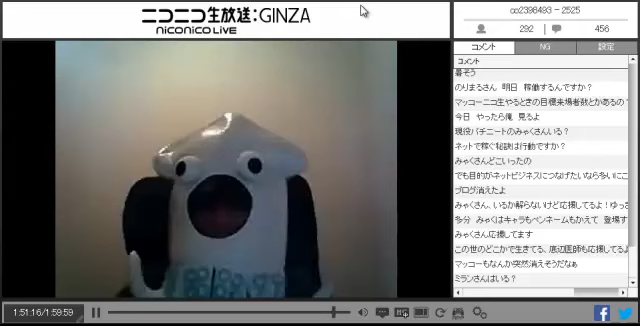 ニコニコ生放送:GINZA
niconico LIVE
co2398493 - 2525
292
456
コメント
NG
設定
コメント
暑そう
のりまるさん 明日 稼働するんですか?
マッコーニコ生やるときの目標来場者数とかあるの
今日 やったら俺 見るよ
現役パチニートのみゃくさんいる?
ネットで稼ぐ秘訣は行動ですか?
みゃくさんどこいったの
でも目的がネットビジネスにつなげたいなら多いにこ
ブログ消えたよ
みゃくさん、いるか解らないけど応援してるよ!ゆっ
多分 みゃくはキャラもペンネームもかえて 登場す
みゃくさん応援してます
この世のどこかで生きてる、底辺医師も応援してる
マッコーもなんか突然消えそうだなぁ
ミランさんはいる?
1:51:16/1:59:59